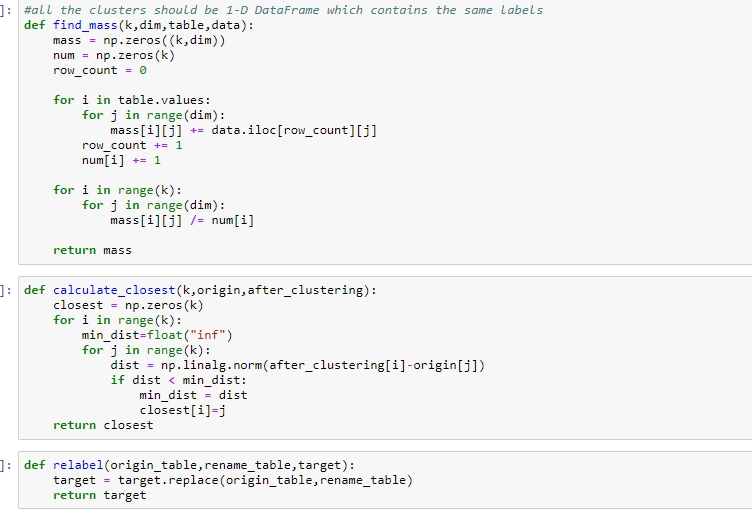 ]: #all the clusters should be 1-D DataFrame which contains the same labels
def find_mass(k,dim,table,data):
    mass = np.zeros((k,dim))
    num = np.zeros(k)
    row_count = 0

    for i in table.values:
        for j in range(dim):
            mass[i][j] += data.iloc[row_count][j]
        row_count += 1
        num[i] += 1

    for i in range(k):
        for j in range(dim):
            mass[i][j] /= num[i]

    return mass
]: def calculate_closest(k,origin,after_clustering):
    closest = np.zeros(k)
    for i in range(k):
        min_dist=float("inf")
        for j in range(k):
            dist = np.linalg.norm(after_clustering[i]-origin[j])
            if dist < min_dist:
                min_dist = dist
                closest[i]=j
    return closest
]: def relabel(origin_table,rename_table,target):
    target = target.replace(origin_table,rename_table)
    return target